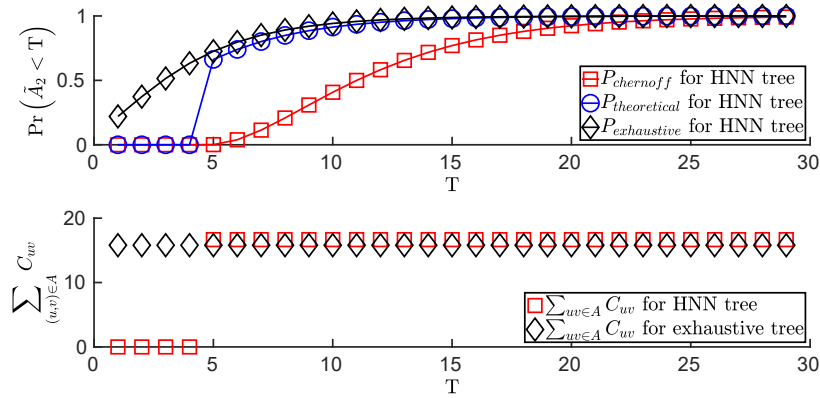 1
0.5
0
Pr (Ã₂ < T)
P_chernoff for HNN tree
P_theoretical for HNN tree
P_exhaustive for HNN tree
0 5 10 15 20 25 30
T
20
10
0
∑_(u,v)∈A C_uv
∑_uv∈A C_uv for HNN tree
∑_uv∈A C_uv for exhaustive tree
0 5 10 15 20 25 30
T